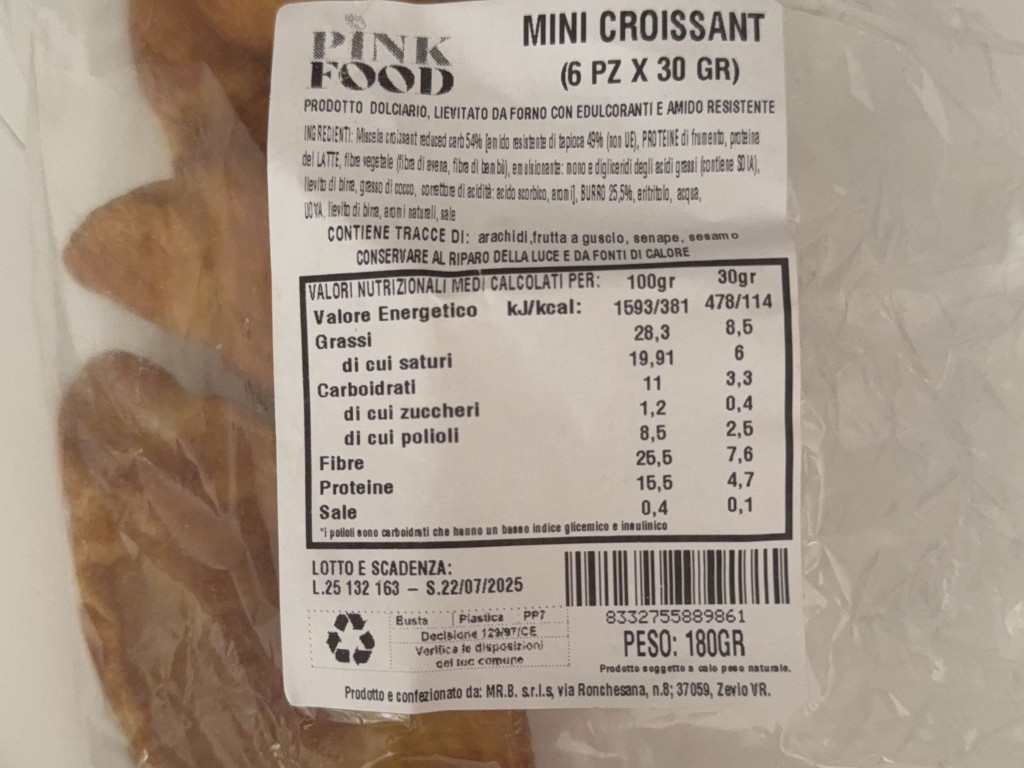 PINK
FOOD
MINI CROISSANT
(6 PZ X 30 GR)
PRODOTTO DOLCIARIO, LIEVITATO DA FORNO CON EDULCORANTI E AMIDO RESISTENTE
INGREDIENTI: Miscela croissant reduced carb 54% [amido resistente di tapioca 49% (non UE), PROTEINE di frumento, proteina
del LATTE, fibre vegetale (fibra di avena, fibra di bambù), emulsionante: mono e digliceridi degli acidi grassi (contiene SOIA),
lievito di birra, grasso di cocco, correttore di acidità: acido scorbico, aromi], BURRO 25,5%, eritritolo, acqua,
UOVA, lievito di birra, aromi naturali, sale
CONTIENE TRACCE DI: arachidi,frutta a guscio, senape, sesamo
CONSERVARE AL RIPARO DELLA LUCE E DA FONTI DI CALORE
VALORI NUTRIZIONALI MEDI CALCOLATI PER: 100gr 30gr
Valore Energetico kJ/kcal: 1593/381 478/114
Grassi 28,3 8,5
di cui saturi 19,91 6
Carboidrati 11 3,3
di cui zuccheri 1,2 0,4
di cui polioli 8,5 2,5
Fibre 25,5 7,6
Proteine 15,5 4,7
Sale 0,4 0,1
*i polioli sono carboidrati che hanno un basso indice glicemico e insulinico
LOTTO E SCADENZA:
L.25 132 163 – S.22/07/2025
Busta Plastica PP7
Decisione 129/97/CE
Verifica le disposizioni
del tuo comune
8332755889861
PESO: 180GR
Prodotto soggetto a calo peso naturale.
Prodotto e confezionato da: MR.B. s.r.l.s, via Ronchesana, n.8; 37059, Zevio VR.